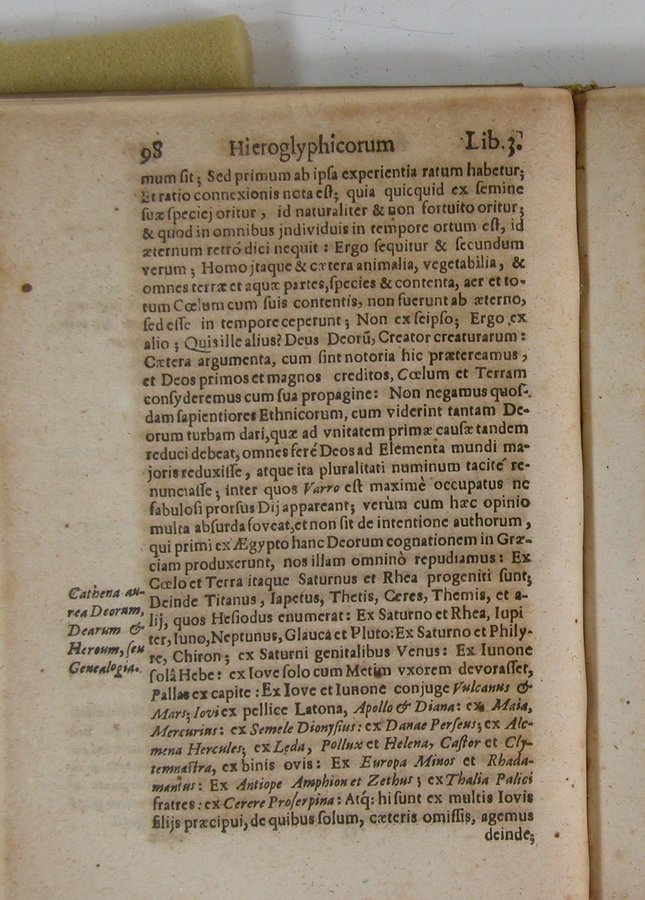 98 Hieroglyphicorum Lib. 3.
mum sit; Sed primum ab ipsa experientia ratum habetur;
Et ratio connexionis nota est; quia quicquid ex semine
suæ speciej oritur, id naturaliter & non fortuito oritur;
& quod in omnibus jndividuis in tempore ortum est, id
æternum retró dici nequit: Ergo sequitur & secundum
verum; Homo jtaque & cætera animalia, vegetabilia, &
omnes terræ et aquæ partes, species & contenta, aer et to-
tum Cœlum cum suis contentis, non fuerunt ab æterno,
sed esse in tempore ceperunt; Non ex seipso; Ergo ex
alio; Quis ille alius? Deus Deorũ, Creator creaturarum:
Cætera argumenta, cum sint notoria hic prætereamus,
et Deos primos et magnos creditos, Cœlum et Terram
consyderemus cum sua propagine: Non negamus quos-
dam sapientiores Ethnicorum, cum viderint tantam De-
orum turbam dari, quæ ad vnitatem primæ causæ tandem
reduci debeat, omnes feré Deos ad Elementa mundi ma-
joris reduxisse, atque ita pluralitati numinum tacité re-
nunciasse; inter quos Varro est maximè occupatus ne
fabulosi prorsus Dij appareant; verùm cum hæc opinio
multa absurda foveat, et non sit de intentione authorum,
qui primi ex Ægypto hanc Deorum cognationem in Græ-
ciam produxerunt, nos illam omninò repudiamus: Ex
Cœlo et Terra itaque Saturnus et Rhea progeniti sunt;
Deinde Titanus, Iapetus, Thetis, Ceres, Themis, et a-
lij, quos Hesiodus enumerat: Ex Saturno et Rhea, Iupi
ter, Iuno, Neptunus, Glauca et Pluto: Ex Saturno et Phily-
re, Chiron; ex Saturni genitalibus Venus: Ex Iunone
solâ Hebe: ex Iove solo cum Metim vxorem devorasset,
Pallas ex capite: Ex Iove et Iunone conjuge Vulcanus &
Mars; Iovi ex pellice Latona, Apollo & Diana: ex Maia,
Mercurius: ex Semele Dionysius: ex Danae Perseus; ex Alc-
mena Hercules; ex Leda, Pollux et Helena, Castor et Cly-
temnæstra, ex binis ovis: Ex Europa Minos et Rhada-
mantus: Ex Antiope Amphion et Zethus; ex Thalia Palici
fratres: ex Cerere Proserpina: Atq; hi sunt ex multis Iovis
filijs præcipui, de quibus solum, cæteris omissis, agemus
deinde;
Cathena au-
rea Deorum,
Dearum &
Heroum, seu
Genealogia.